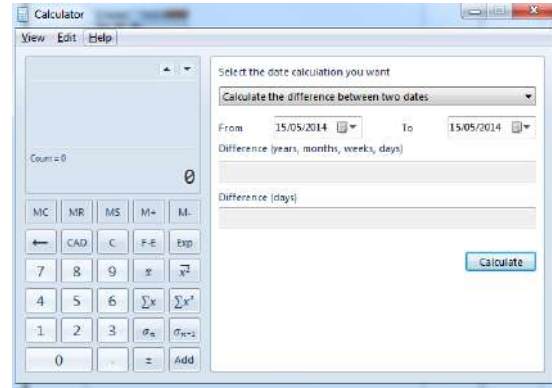 Calculator
View Edit Help
Select the date calculation you want
Calculate the difference between two dates
From 15/05/2014 To 15/05/2014
Difference (years, months, weeks, days)
Count = 0
0
Difference (days)
MC MR MS M+ M-
← CAD C F-E Exp
Calculate
7 8 9 x̄ x̄²
4 5 6 ∑x ∑x²
1 2 3 σₙ σₙ₋₁
0 . ± Add